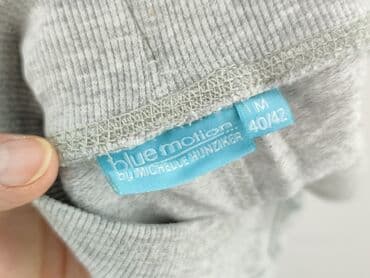 blue motion
by MICHELLE HUNZIKER
M
40/42